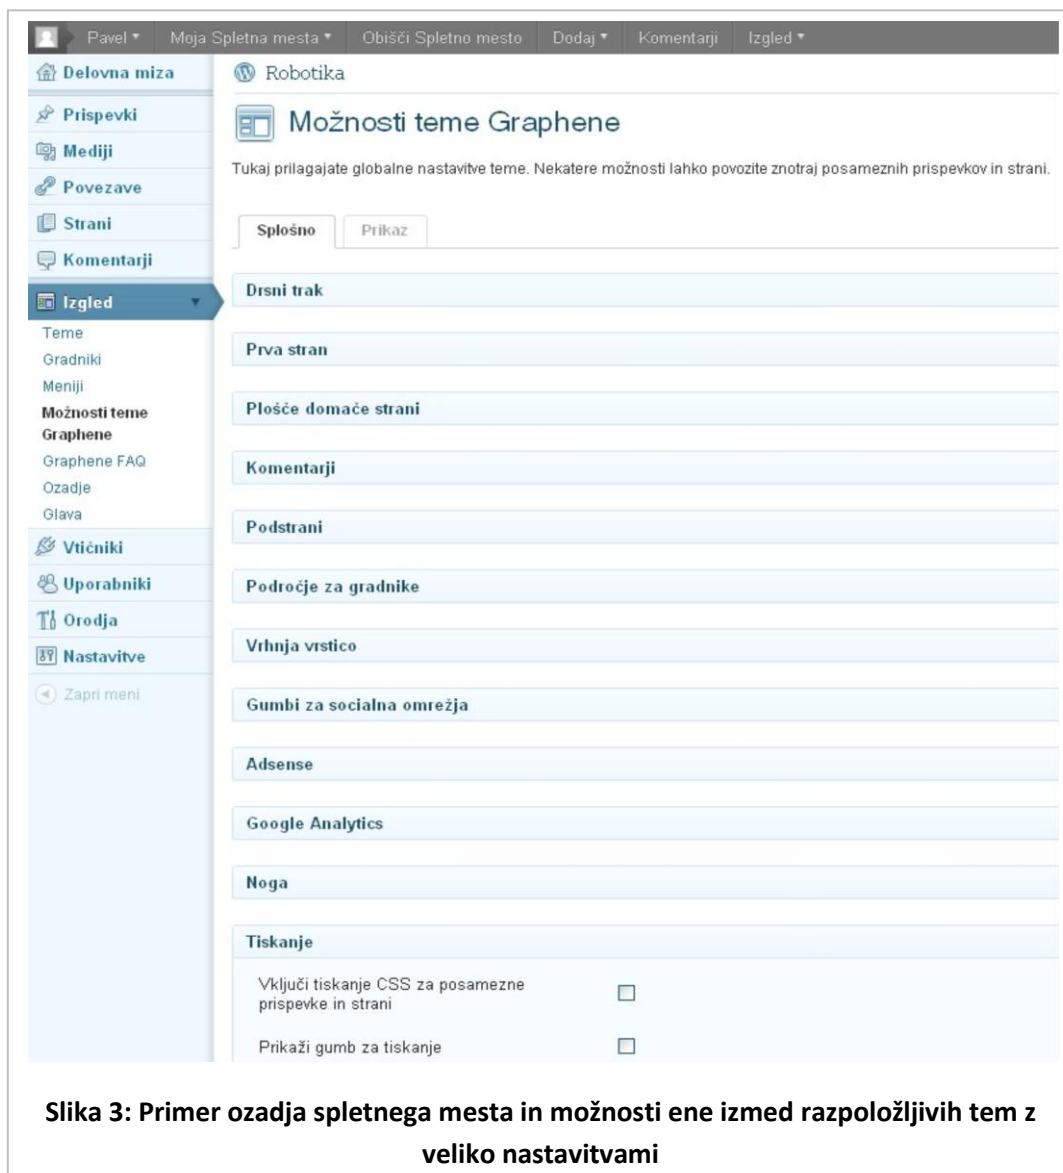 Pavel
Moja Spletna mesta
Obišči Spletno mesto
Dodaj
Komentarji
Izgled
Delovna miza
Prispevki
Mediji
Povezave
Strani
Komentarji
Izgled
Teme
Gradniki
Meniji
Možnosti teme
Graphene
Graphene FAQ
Ozadje
Glava
Vtičniki
Uporabniki
Orodja
Nastavitve
Zapri meni
Robotika
Možnosti teme Graphene
Tukaj prilagajate globalne nastavitve teme. Nekatere možnosti lahko povozite znotraj posameznih prispevkov in strani.
Splošno
Prikaz
Drsni trak
Prva stran
Plošče domače strani
Komentarji
Podstrani
Področje za gradnike
Vrhnja vrstico
Gumbi za socialna omrežja
Adsense
Google Analytics
Noga
Tiskanje
Vključi tiskanje CSS za posamezne
prispevke in strani
Prikaži gumb za tiskanje
Slika 3: Primer ozadja spletnega mesta in možnosti ene izmed razpoložljivih tem z
veliko nastavitvami